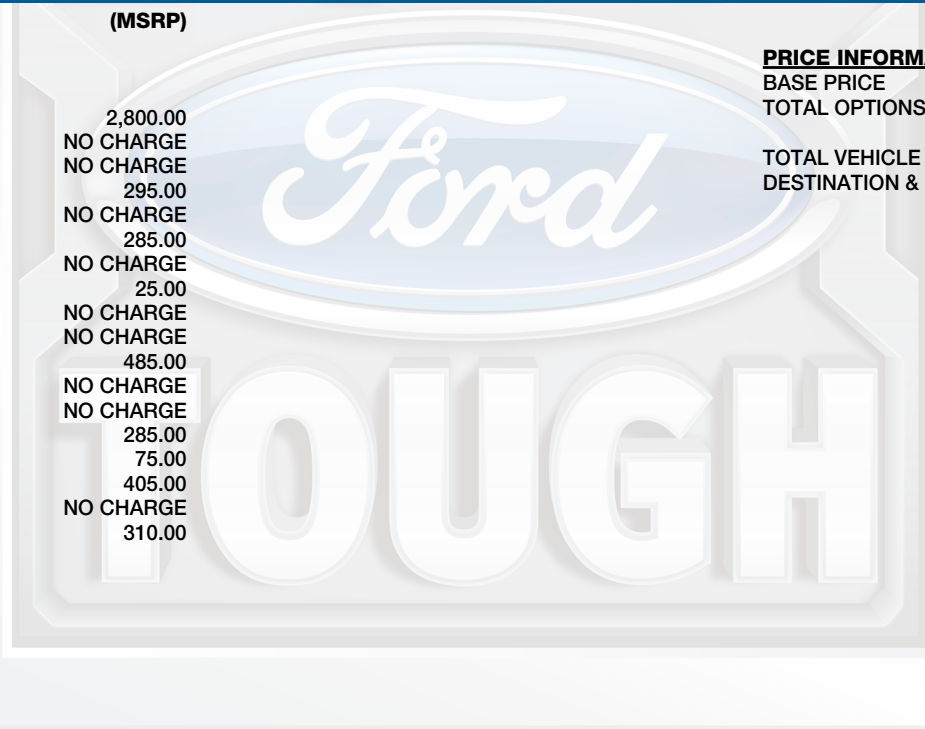 (MSRP)
2,800.00
NO CHARGE
NO CHARGE
295.00
NO CHARGE
285.00
NO CHARGE
25.00
NO CHARGE
NO CHARGE
485.00
NO CHARGE
NO CHARGE
285.00
75.00
405.00
NO CHARGE
310.00
PRICE INFORMA
BASE PRICE
TOTAL OPTIONS
TOTAL VEHICLE
DESTINATION &
Ford
TOUGH